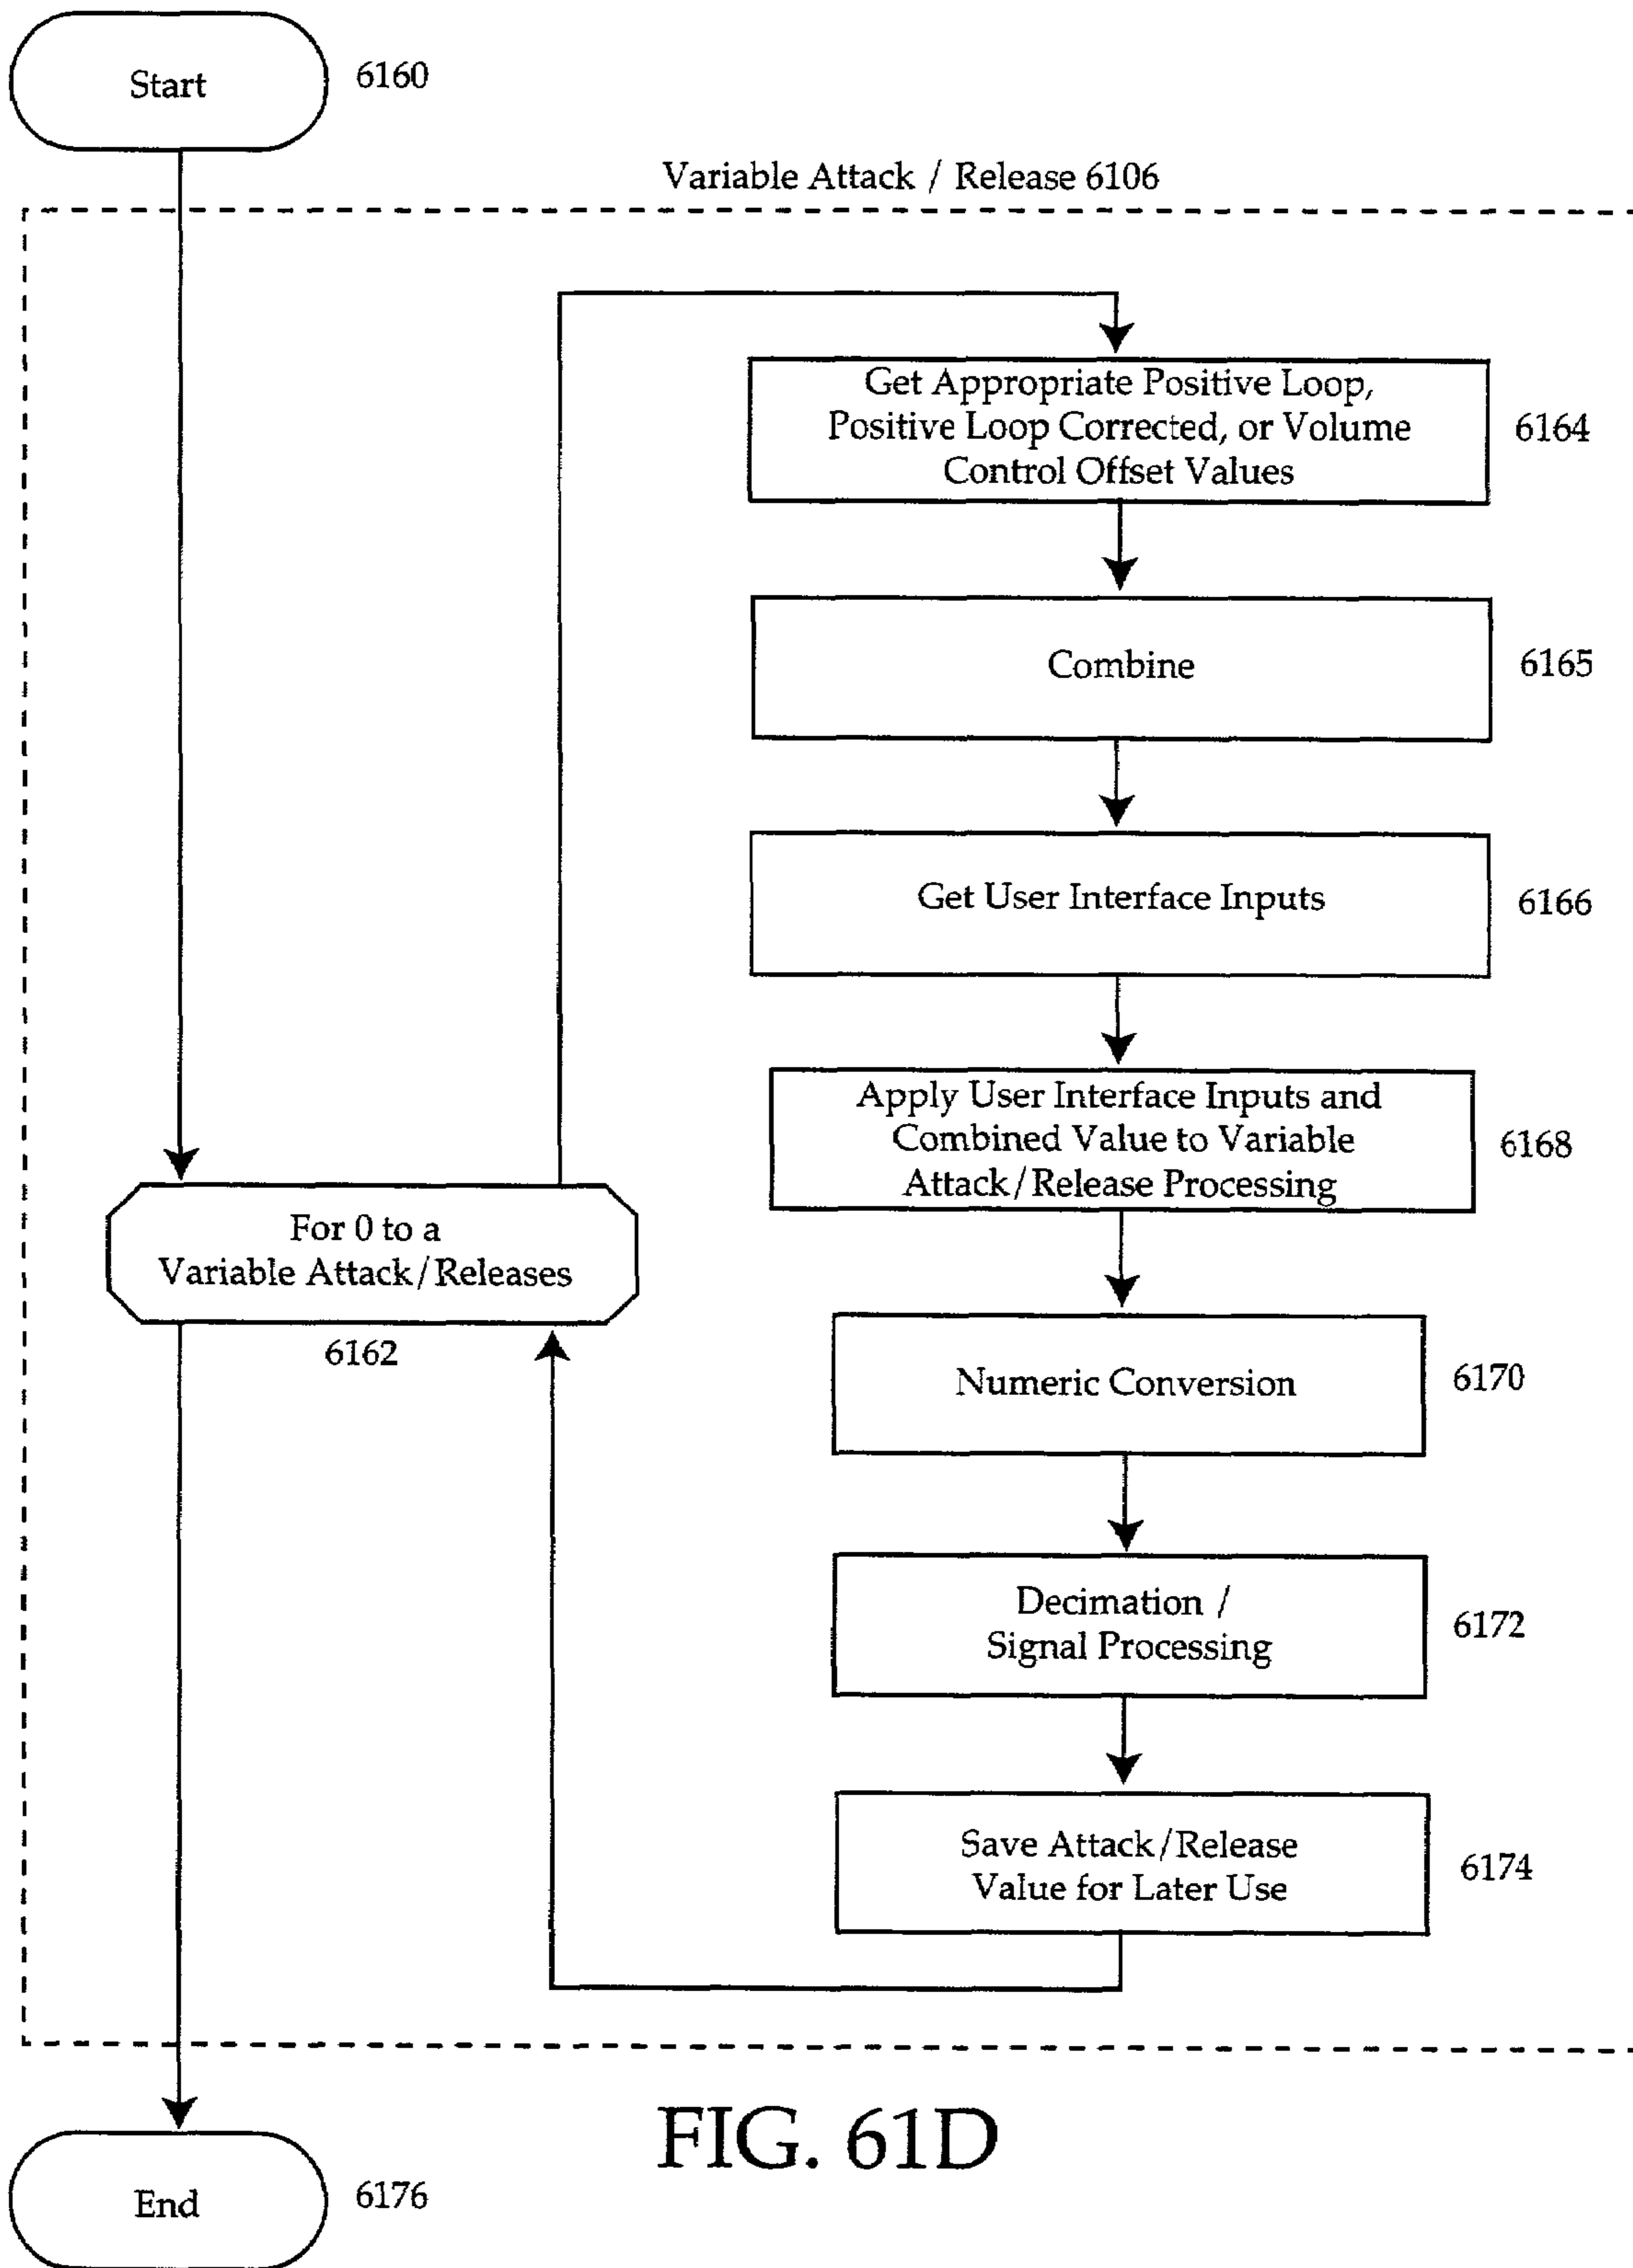 Start
6160
Variable Attack / Release 6106
Get Appropriate Positive Loop,
Positive Loop Corrected, or Volume
Control Offset Values
6164
Combine
6165
Get User Interface Inputs
6166
Apply User Interface Inputs and
Combined Value to Variable
Attack/Release Processing
6168
For 0 to a
Variable Attack/Releases
6162
Numeric Conversion
6170
Decimation /
Signal Processing
6172
Save Attack/Release
Value for Later Use
6174
FIG. 61D
End
6176